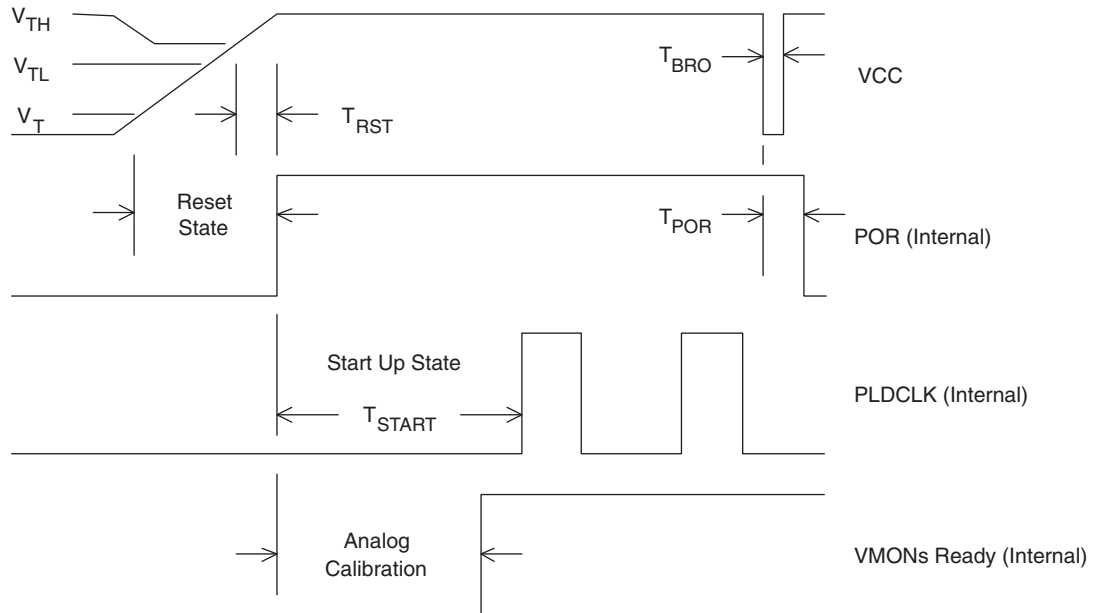 VTH
VTL
VT
TBRO
VCC
TRST
Reset
State
TPOR
POR (Internal)
Start Up State
TSTART
PLDCLK (Internal)
Analog
Calibration
VMONs Ready (Internal)